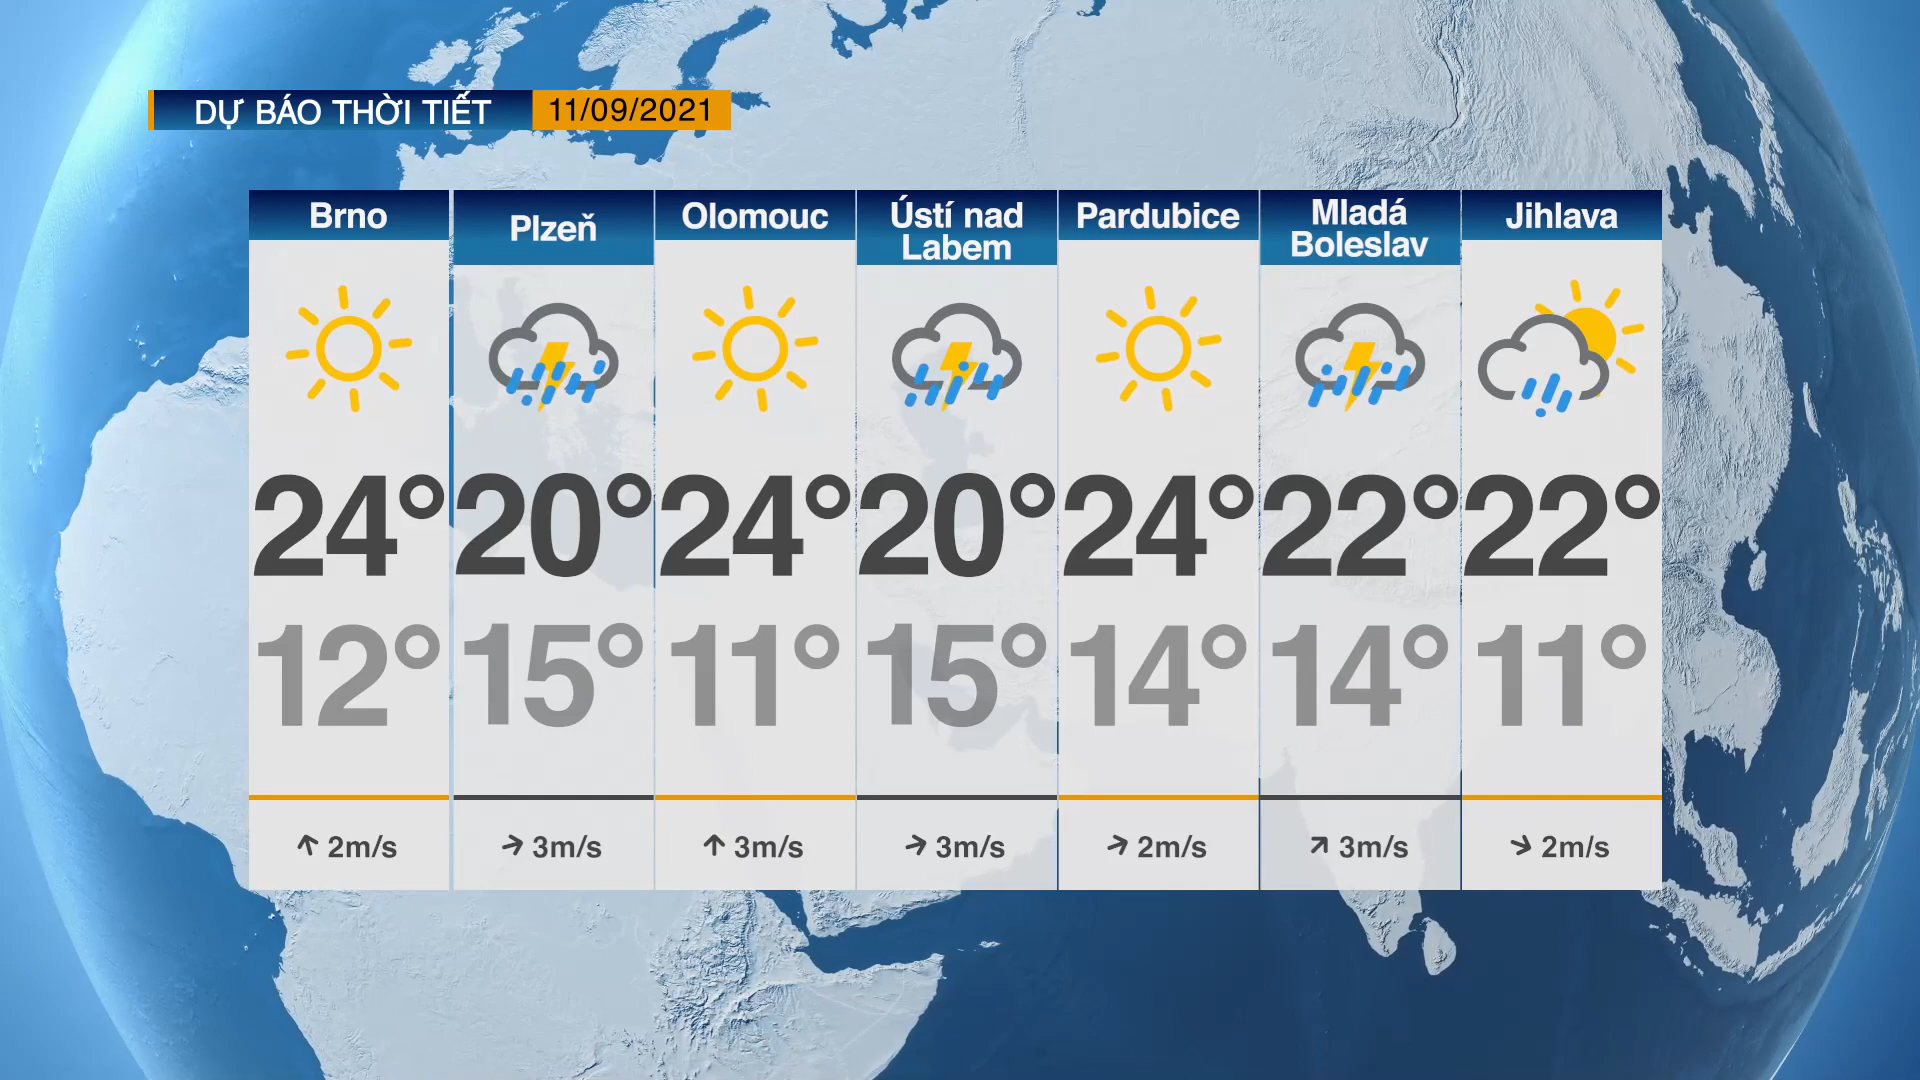 DỰ BÁO THỜI TIẾT 11/09/2021
Brno
Plzeň
Olomouc
Ústí nad
Labem
Pardubice
Mladá
Boleslav
Jihlava
24° 20° 24° 20° 24° 22° 22°
12° 15° 11° 15° 14° 14° 11°
2m/s 3m/s 3m/s 3m/s 2m/s 3m/s 2m/s